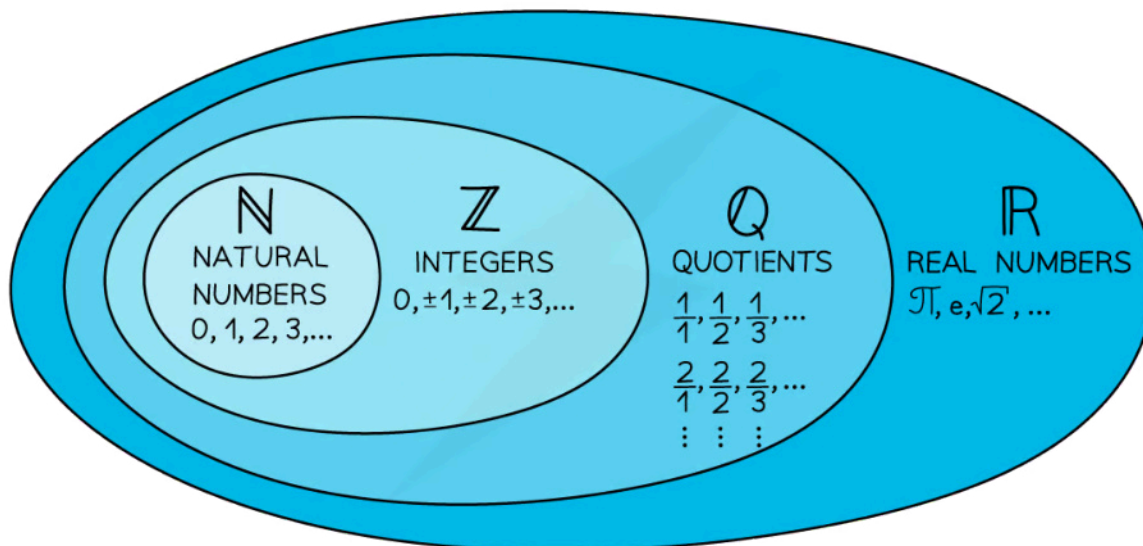 ℕ
NATURAL
NUMBERS
0, 1, 2, 3,...
ℤ
INTEGERS
0, ±1, ±2, ±3,...
ℚ
QUOTIENTS
1/1, 1/2, 1/3, ...
2/1, 2/2, 2/3, ...
⋮ ⋮ ⋮
ℝ
REAL NUMBERS
π, e, √2, ...